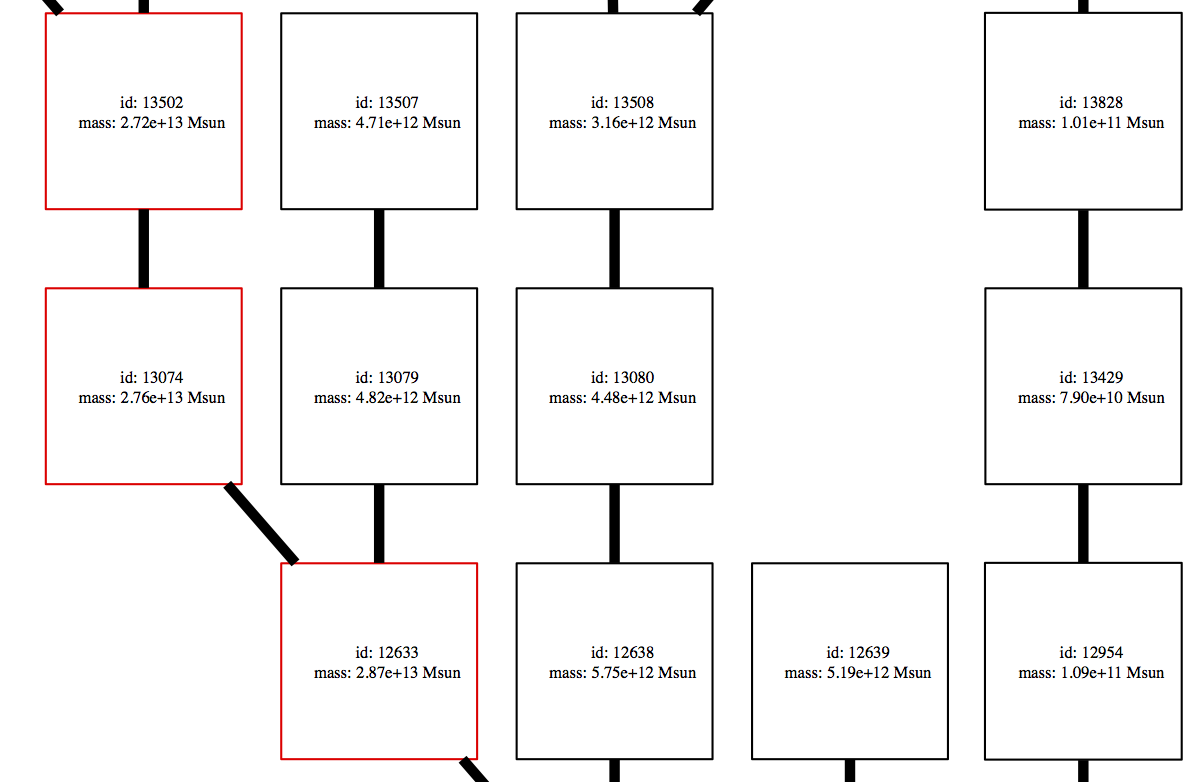 id: 13502
mass: 2.72e+13 Msun
id: 13507
mass: 4.71e+12 Msun
id: 13508
mass: 3.16e+12 Msun
id: 13828
mass: 1.01e+11 Msun
id: 13074
mass: 2.76e+13 Msun
id: 13079
mass: 4.82e+12 Msun
id: 13080
mass: 4.48e+12 Msun
id: 13429
mass: 7.90e+10 Msun
id: 12633
mass: 2.87e+13 Msun
id: 12638
mass: 5.75e+12 Msun
id: 12639
mass: 5.19e+12 Msun
id: 12954
mass: 1.09e+11 Msun